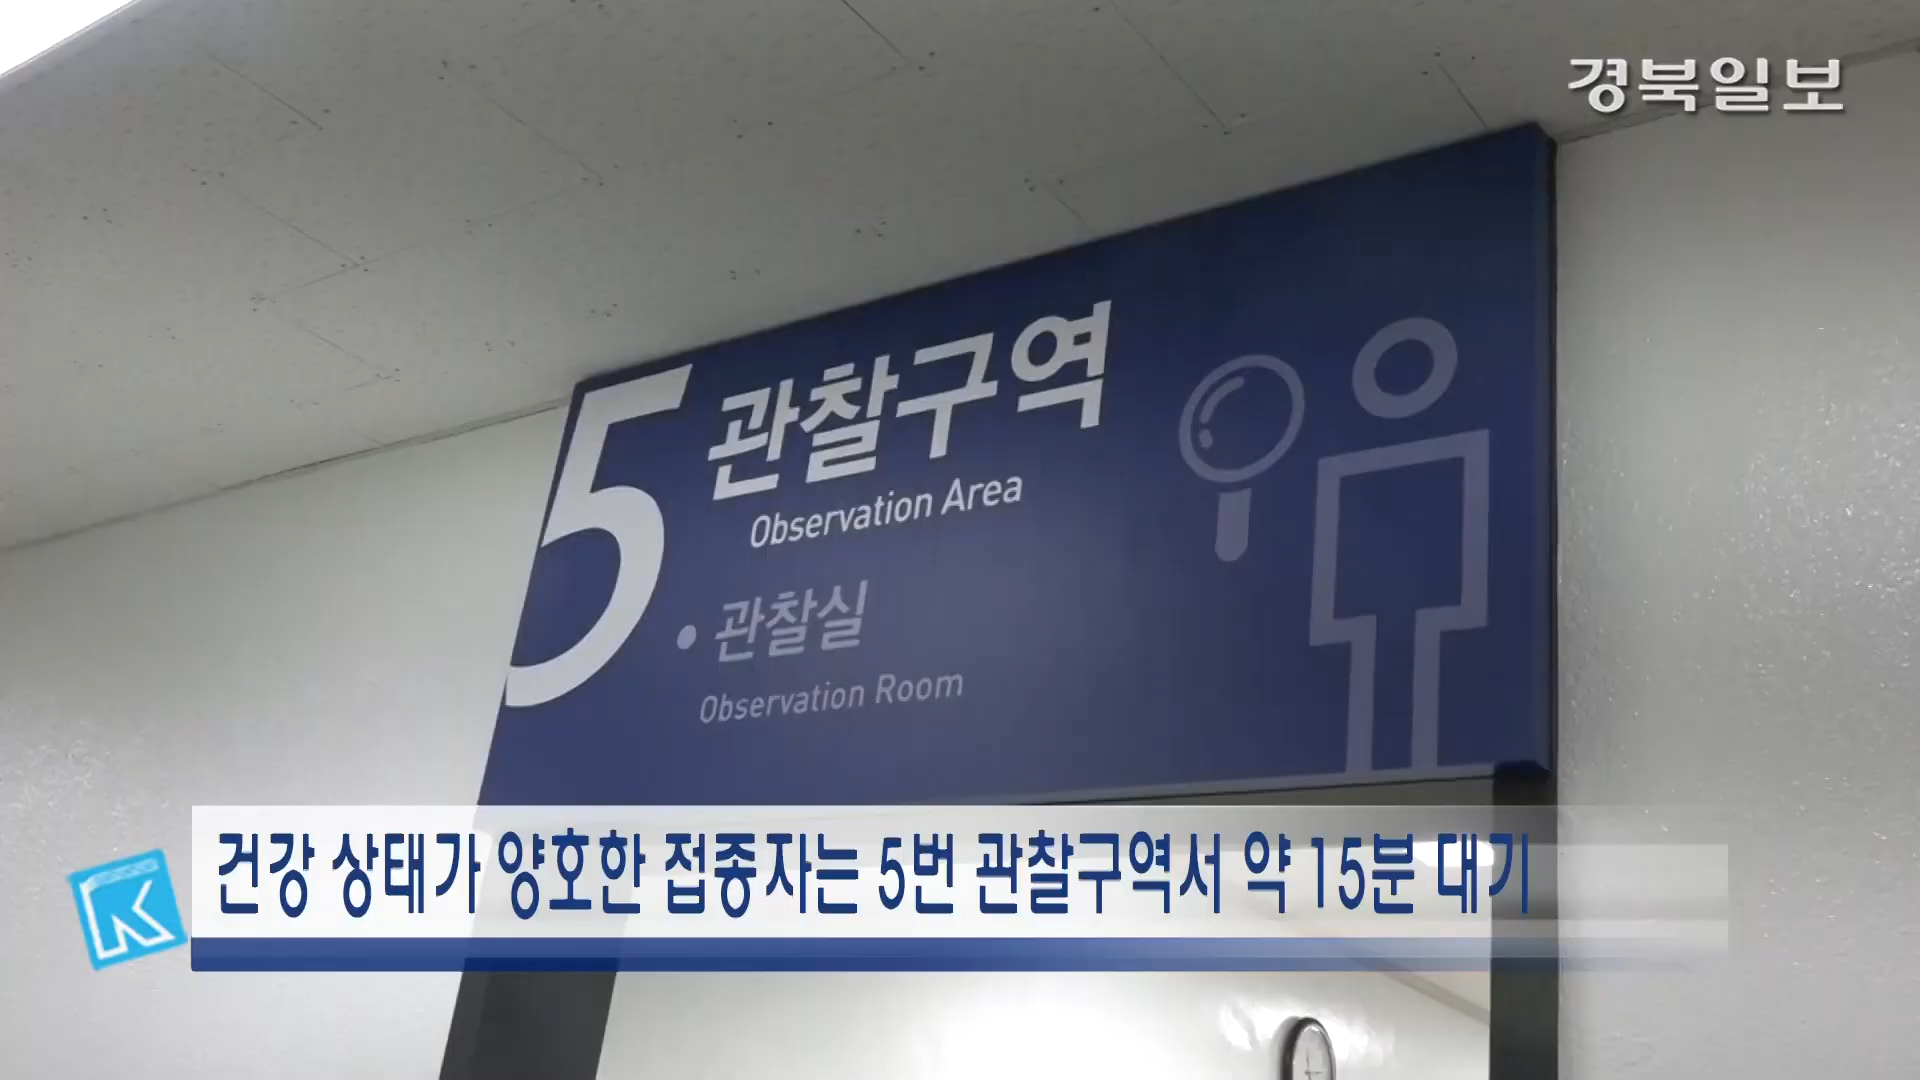 경북일보
5 관찰구역
Observation Area
• 관찰실
Observation Room
건강 상태가 양호한 접종자는 5번 관찰구역서 약 15분 대기
K